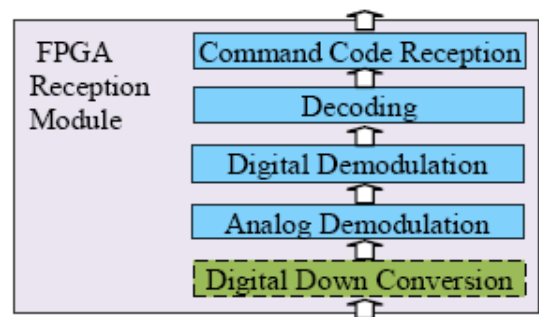 FPGA
Reception
Module
Command Code Reception
Decoding
Digital Demodulation
Analog Demodulation
Digital Down Conversion